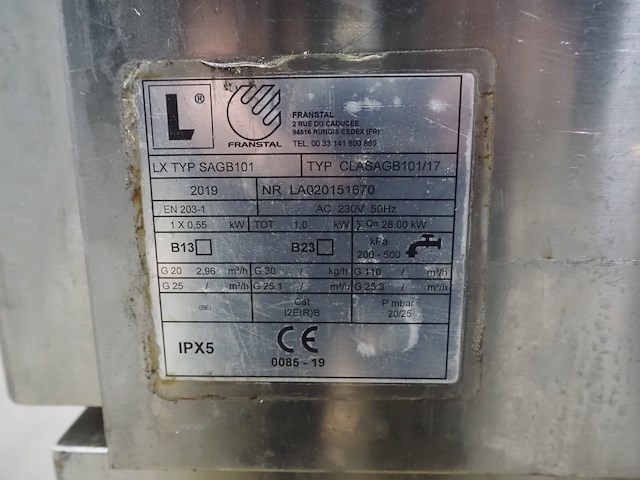 L ®
FRANSTAL
FRANSTAL
2 RUE DU CADUCEE
94516 RUNGIS CEDEX (FR)
TEL. 00 33 141 800 880
LX TYP SAGB101 TYP CLASAGB101/17
2019 NR LA020151670
EN 203-1 AC 230V 50Hz
1 X 0,55 kW TOT 1,0 kW ∑ Qn 28.00 kW
B13 B23 kPa
200 - 500
G 20 2,96 m³/h G 30 / kg/h G 110 / m³/h
G 25 / m³/h G 25.1 / m³/h G 25.3 / m³/h
(BE) Cat P mbar
I2E(R)B 20/25
IPX5 CE
0085 - 19